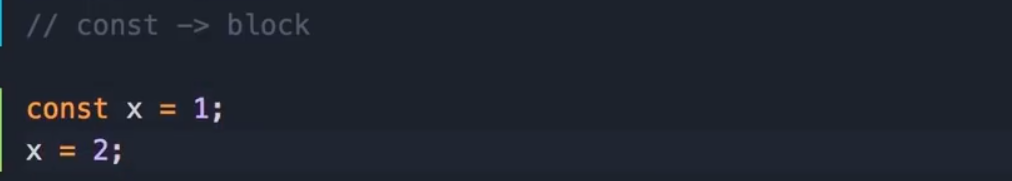 // const -> block
const x = 1;
x = 2;